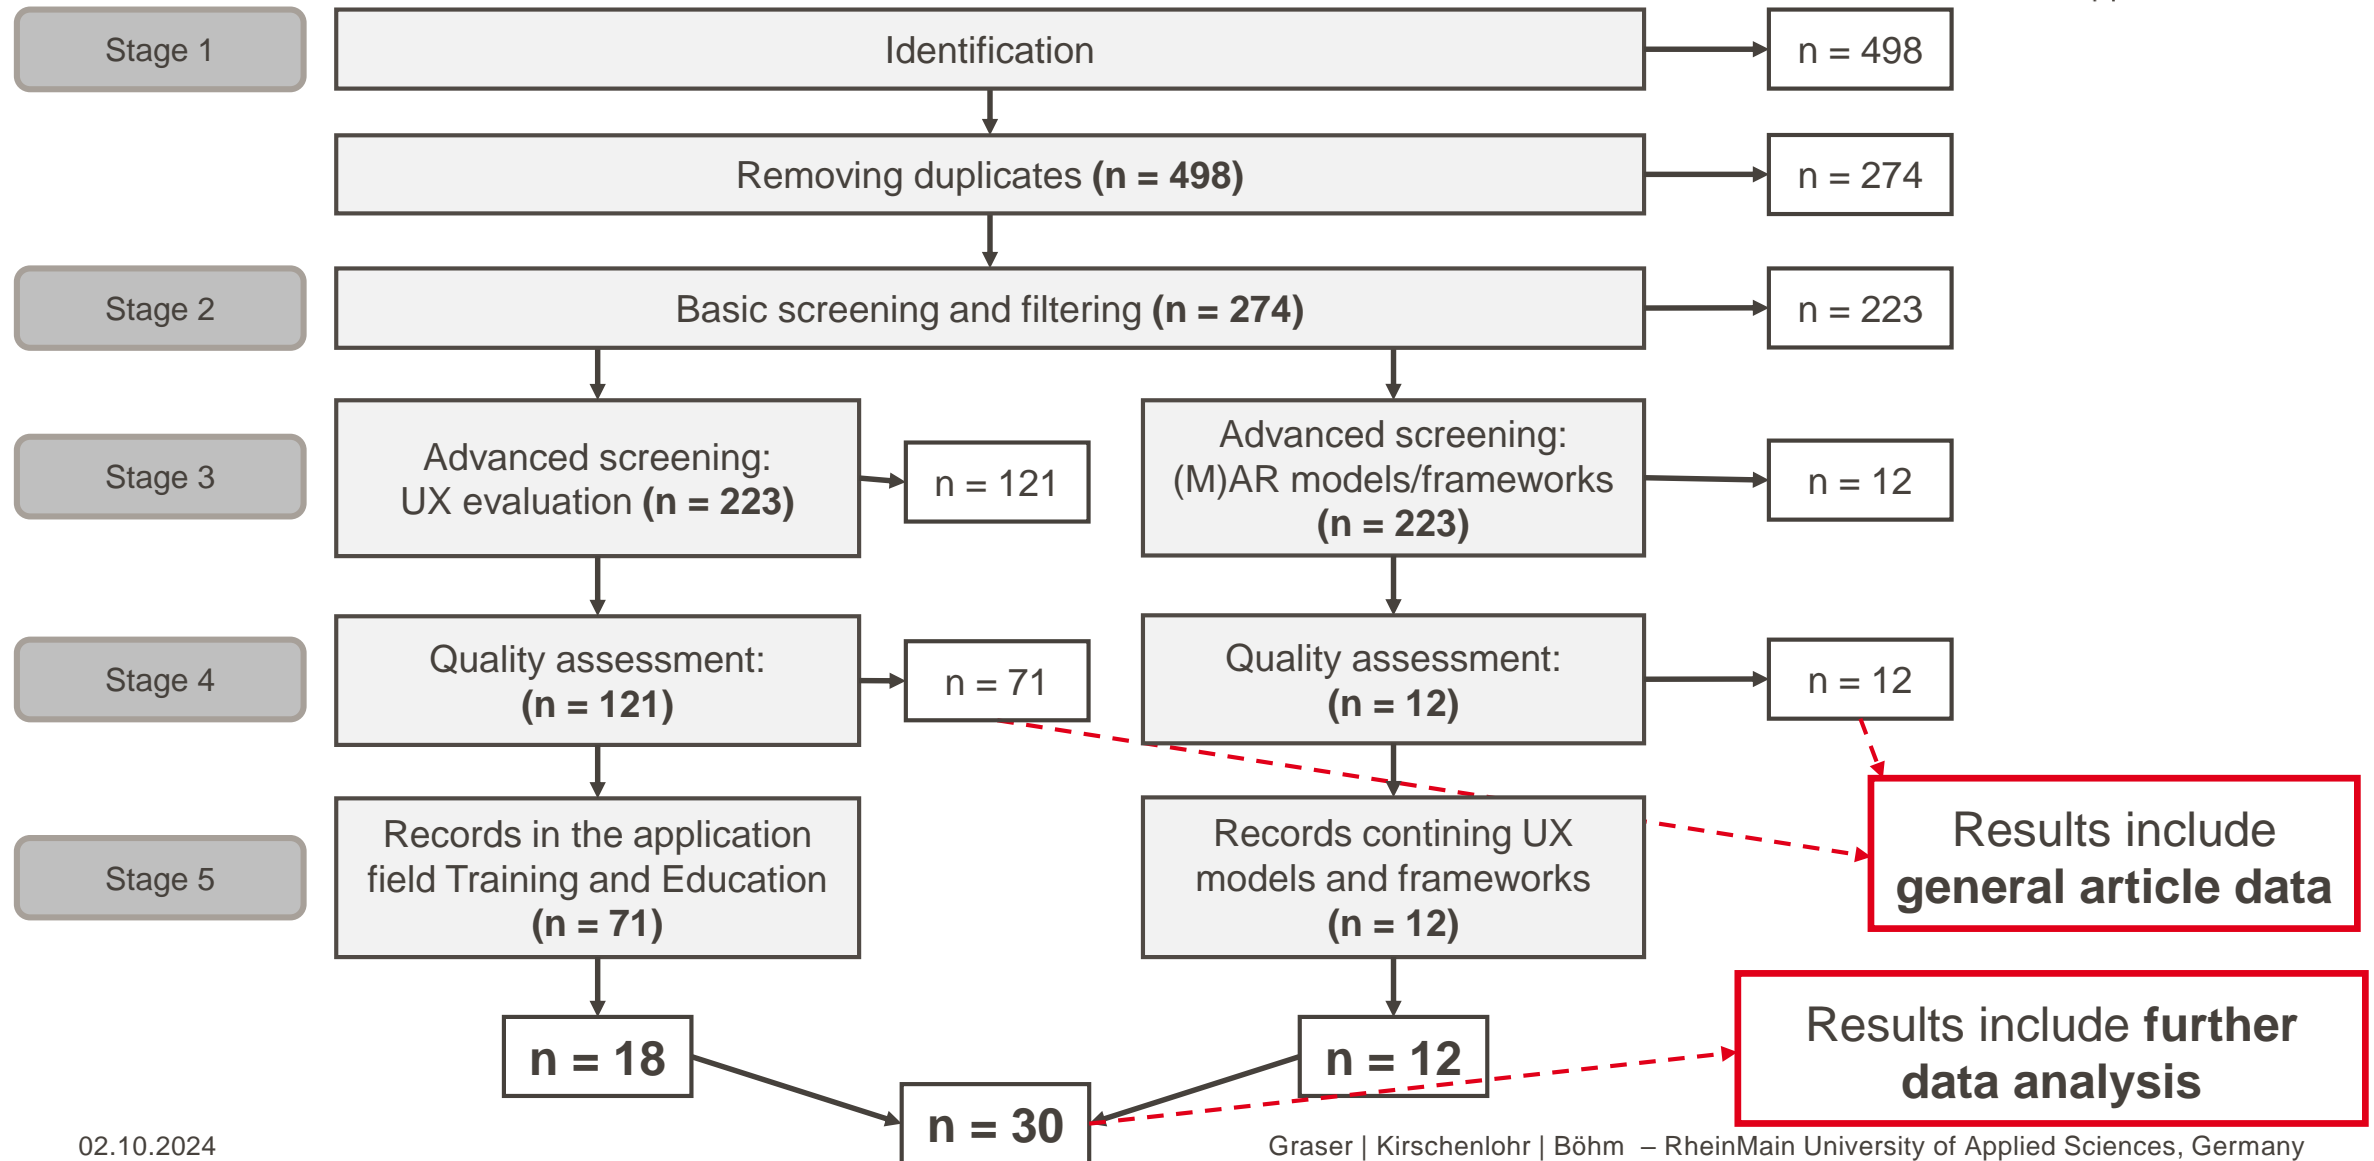 Stage 1
Identification
n = 498
Removing duplicates (n = 498)
n = 274
Stage 2
Basic screening and filtering (n = 274)
n = 223
Stage 3
Advanced screening:
UX evaluation (n = 223)
n = 121
Advanced screening:
(M)AR models/frameworks
(n = 223)
n = 12
Stage 4
Quality assessment:
(n = 121)
n = 71
Quality assessment:
(n = 12)
n = 12
Stage 5
Records in the application
field Training and Education
(n = 71)
Records contining UX
models and frameworks
(n = 12)
Results include
general article data
n = 18
n = 12
Results include further
data analysis
n = 30
02.10.2024
Graser | Kirschenlohr | Böhm – RheinMain University of Applied Sciences, Germany